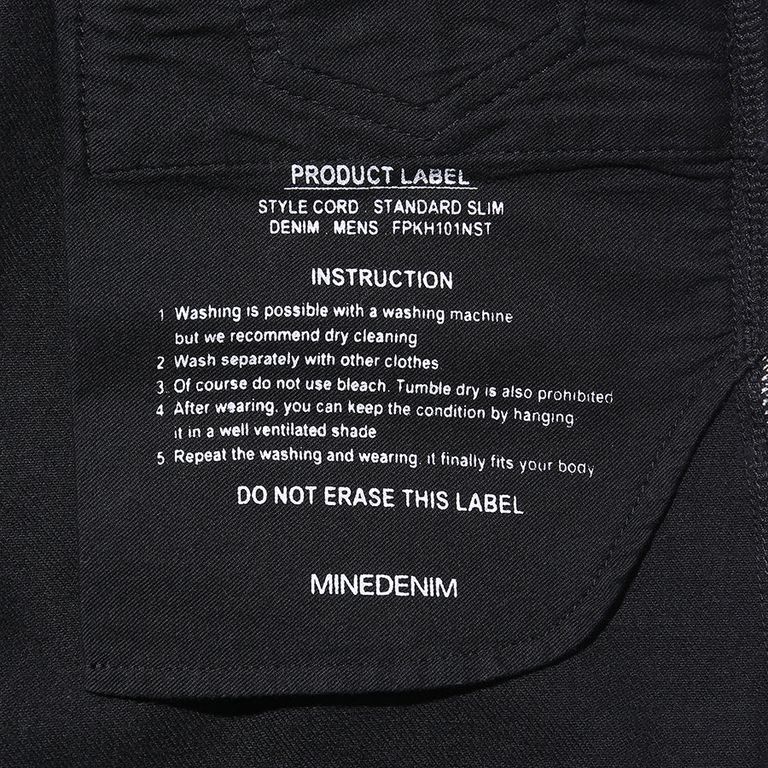 PRODUCT LABEL
STYLE CORD . STANDARD SLIM
DENIM . MENS . FPKH101NST
INSTRUCTION
1 Washing is possible with a washing machine
but we recommend dry cleaning
2 Wash separately with other clothes
3. Of course do not use bleach. Tumble dry is also prohibited
4 After wearing, you can keep the condition by hanging
it in a well ventilated shade
5. Repeat the washing and wearing, it finally fits your body
DO NOT ERASE THIS LABEL
MINEDENIM